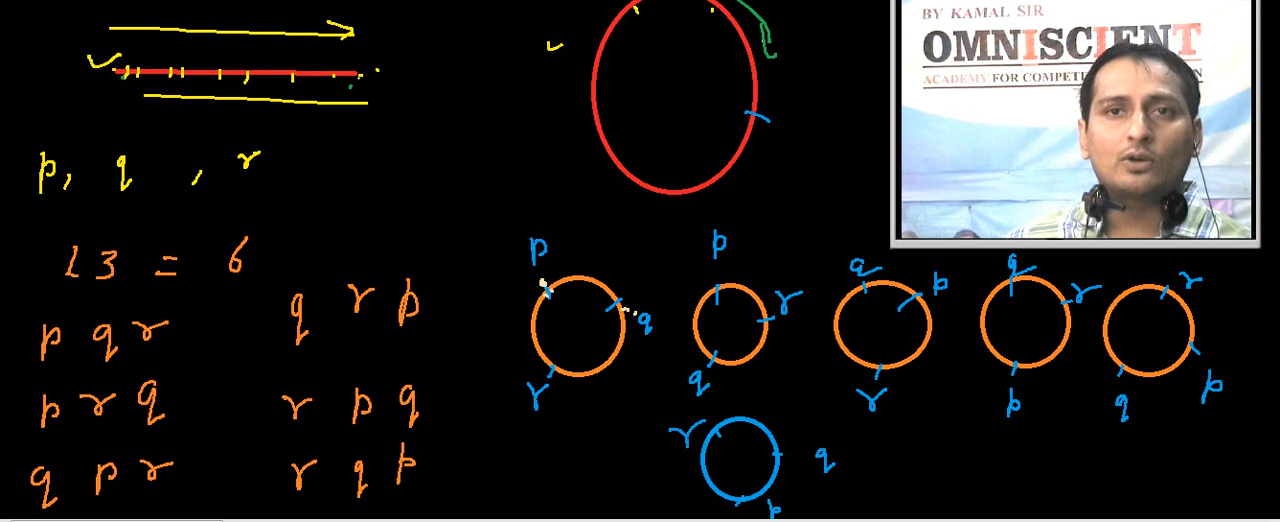 BY KAMAL SIR
OMNISCIENT
ACADEMY FOR COMPETI
p, q, r
L3 = 6
p q r
p r q
q p r
q r p
r p q
r q p
p
q
r
p
r
q
q
p
r
q
r
p
r
p
q
r
q
p